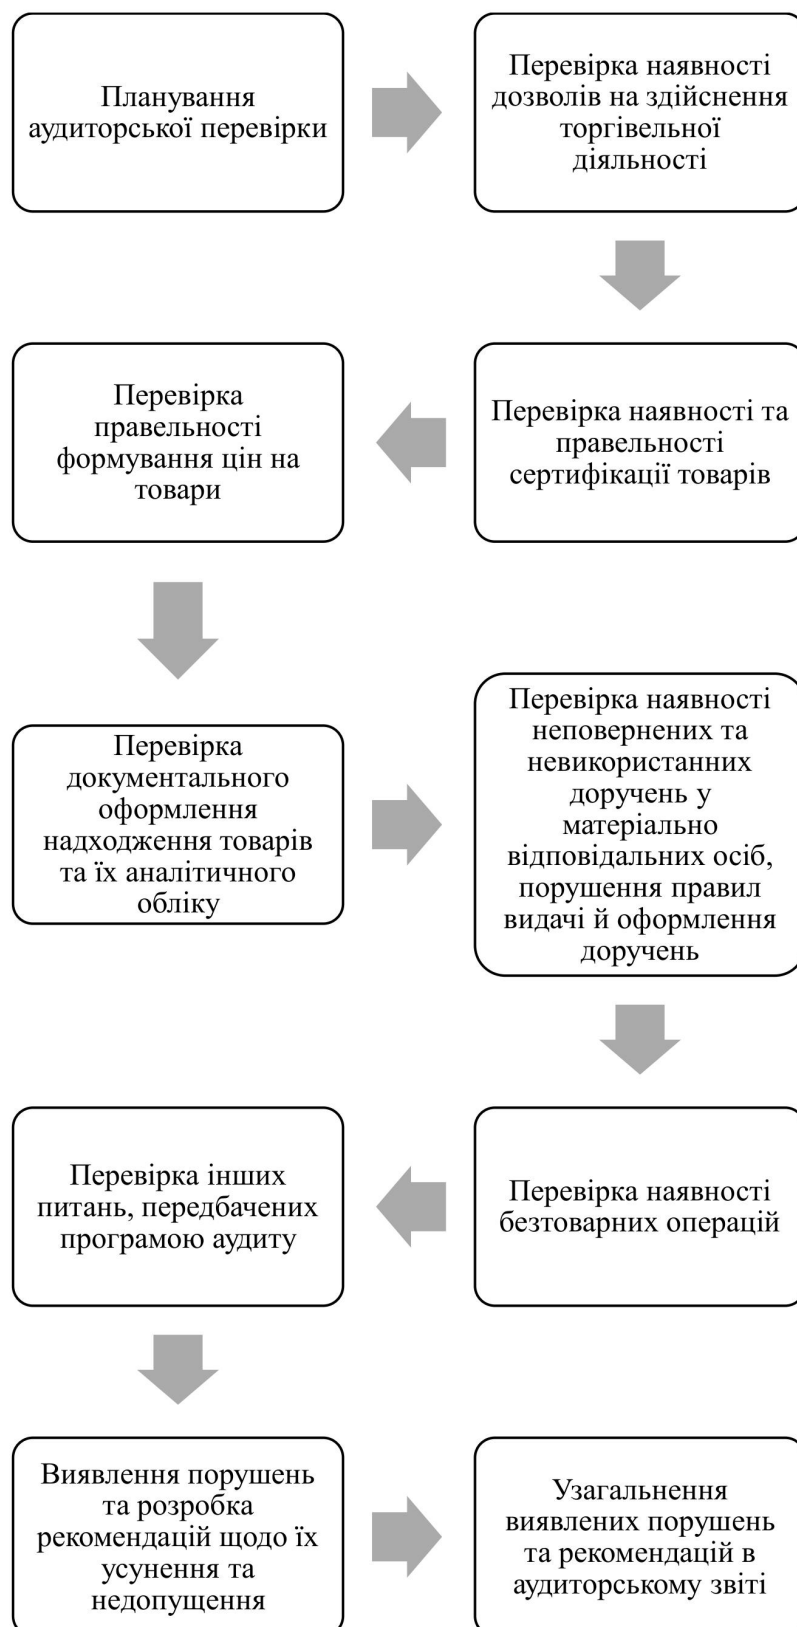 Планування
аудиторської перевірки
Перевірка наявності
дозволів на здійснення
торгівельної
діяльності
Перевірка наявності та
правельності
сертифікації товарів
Перевірка
правельності
формування цін на
товари
Перевірка
документального
оформлення
надходження товарів
та їх аналітичного
обліку
Перевірка наявності
неповернених та
невикористанних
доручень у
матеріально
відповідальних осіб,
порушення правил
видачі й оформлення
доручень
Перевірка наявності
безтоварних операцій
Перевірка інших
питань, передбачених
програмою аудиту
Виявлення порушень
та розробка
рекомендацій щодо їх
усунення та
недопущення
Узагальнення
виявлених порушень
та рекомендацій в
аудиторському звіті